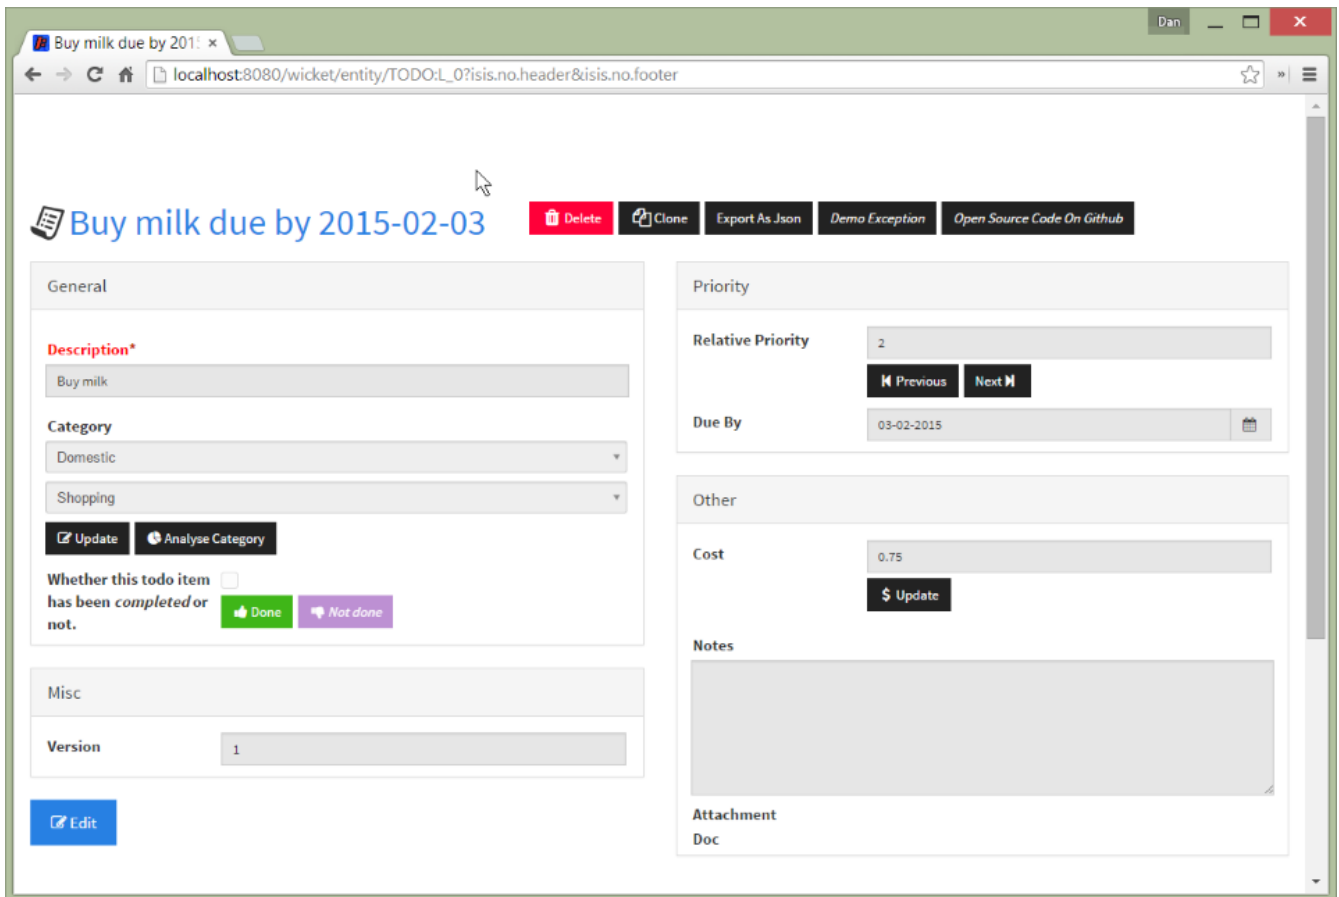 Dan
Buy milk due by 201
localhost:8080/wicket/entity/TODO:L_0?isis.no.header&isis.no.footer
Buy milk due by 2015-02-03
Delete
Clone
Export As Json
Demo Exception
Open Source Code On Github
General
Description*
Buy milk
Category
Domestic
Shopping
Update
Analyse Category
Whether this todo item
has been completed or
not.
Done
Not done
Misc
Version
1
Edit
Priority
Relative Priority
2
Previous
Next
Due By
03-02-2015
Other
Cost
0.75
$ Update
Notes
Attachment
Doc